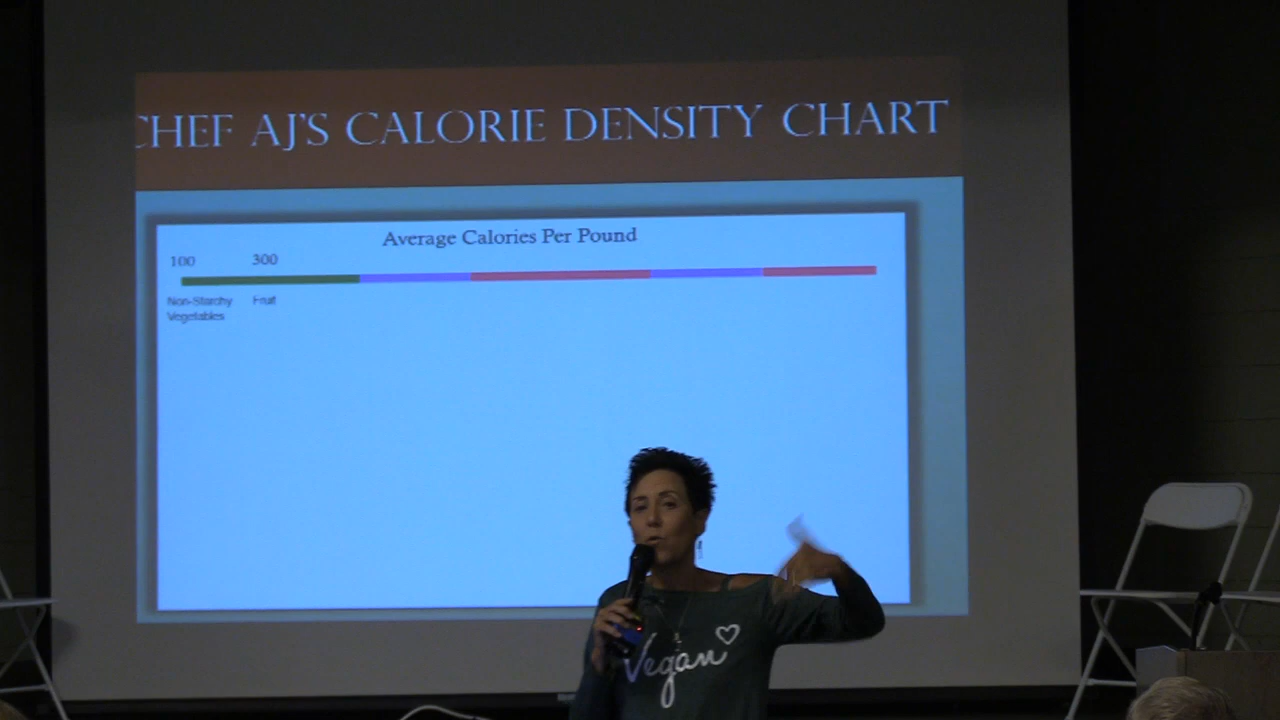 CHEF AJ'S CALORIE DENSITY CHART
Average Calories Per Pound
100 300
Non-Starchy Fruit
Vegetables
Vegan